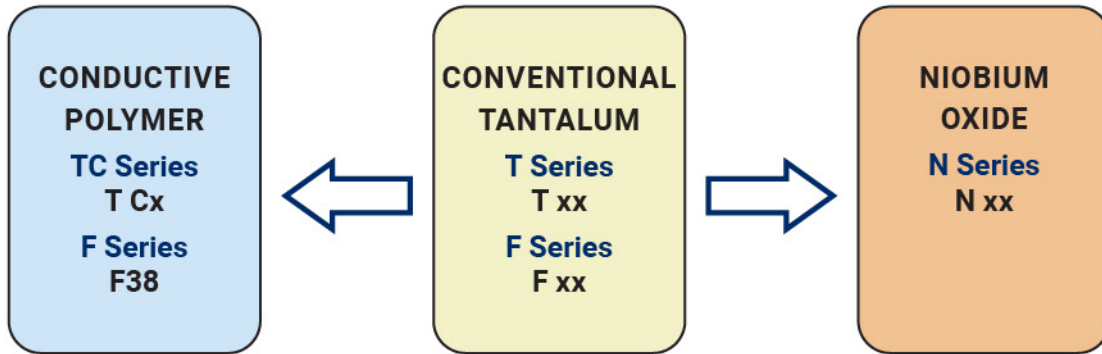 CONDUCTIVE
POLYMER
TC Series
T Cx
F Series
F38
CONVENTIONAL
TANTALUM
T Series
T xx
F Series
F xx
NIOBIUM
OXIDE
N Series
N xx